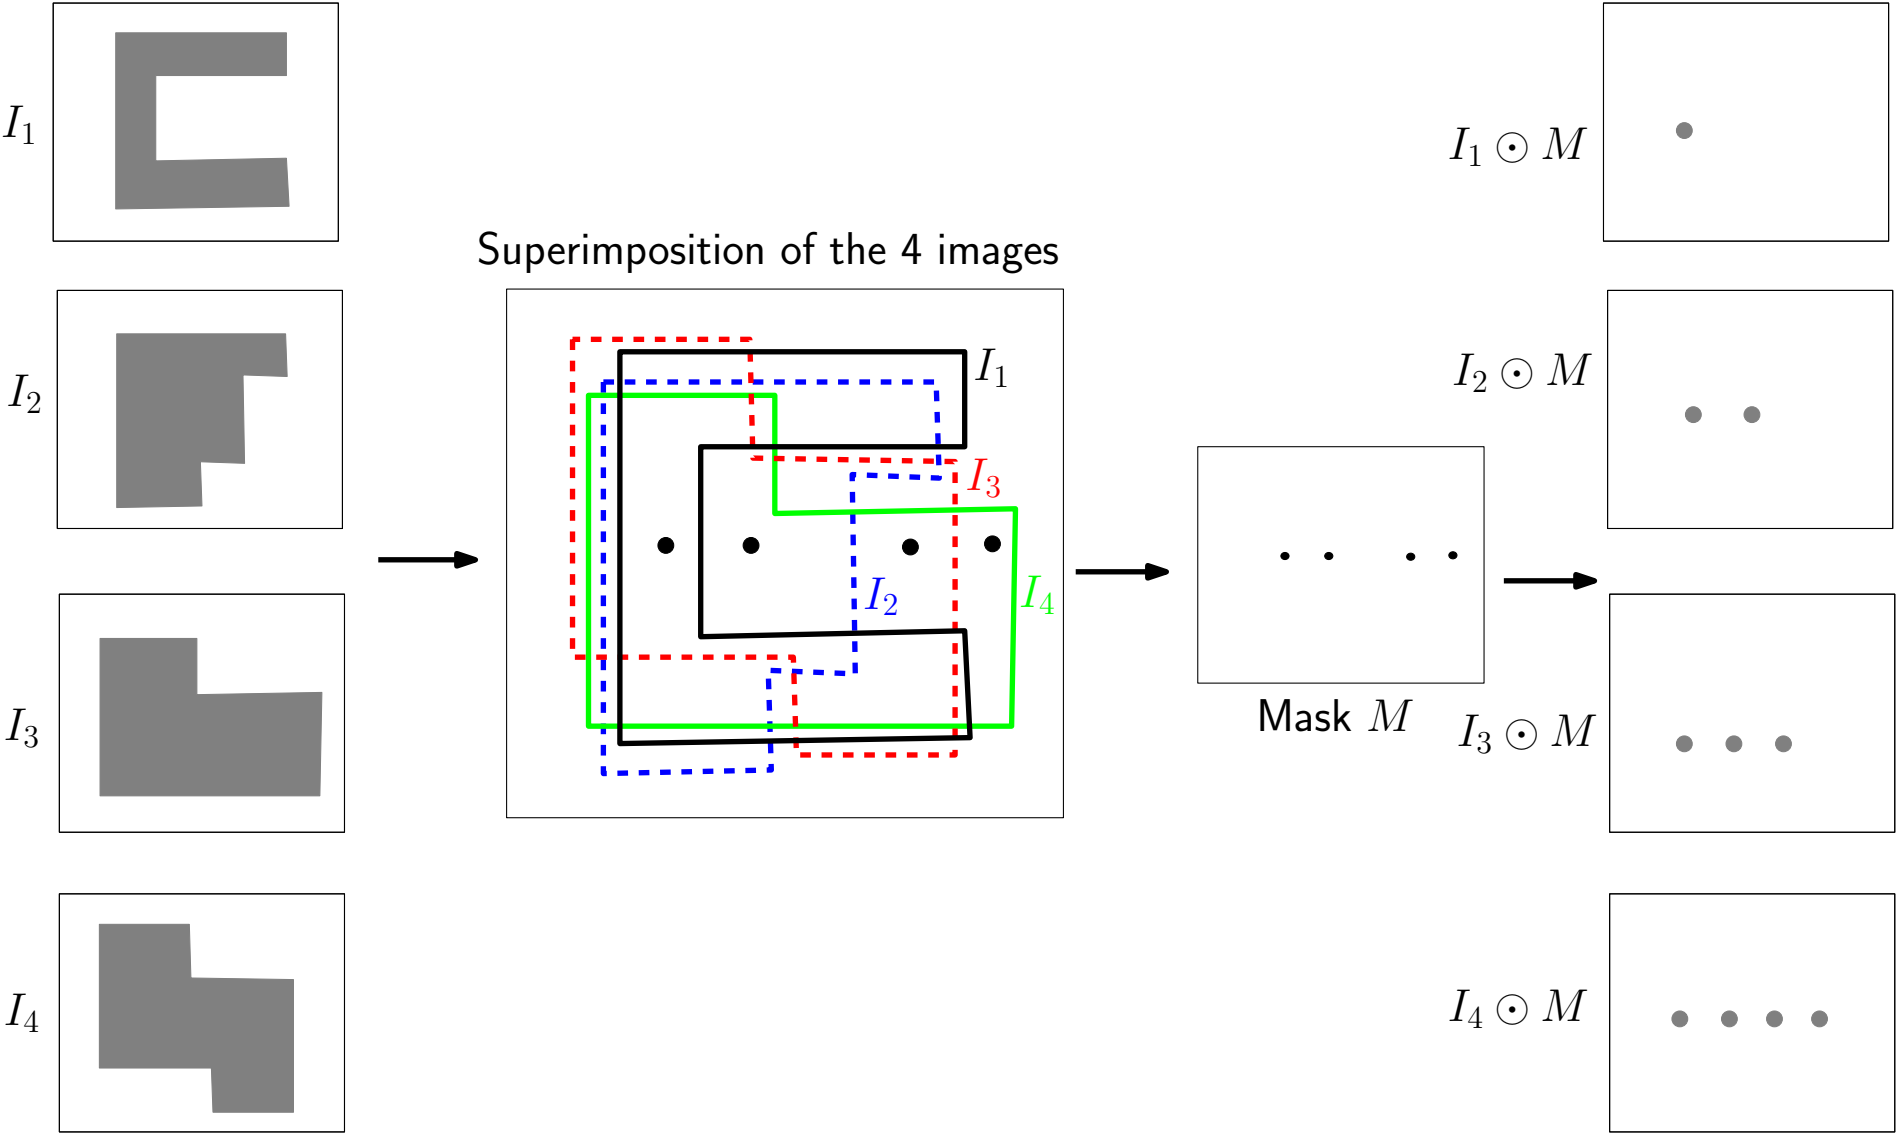 I₁
I₂
I₃
I₄
Superimposition of the 4 images
I₁
I₃
I₂
I₄
Mask M
I₁ ⊙ M
I₂ ⊙ M
I₃ ⊙ M
I₄ ⊙ M